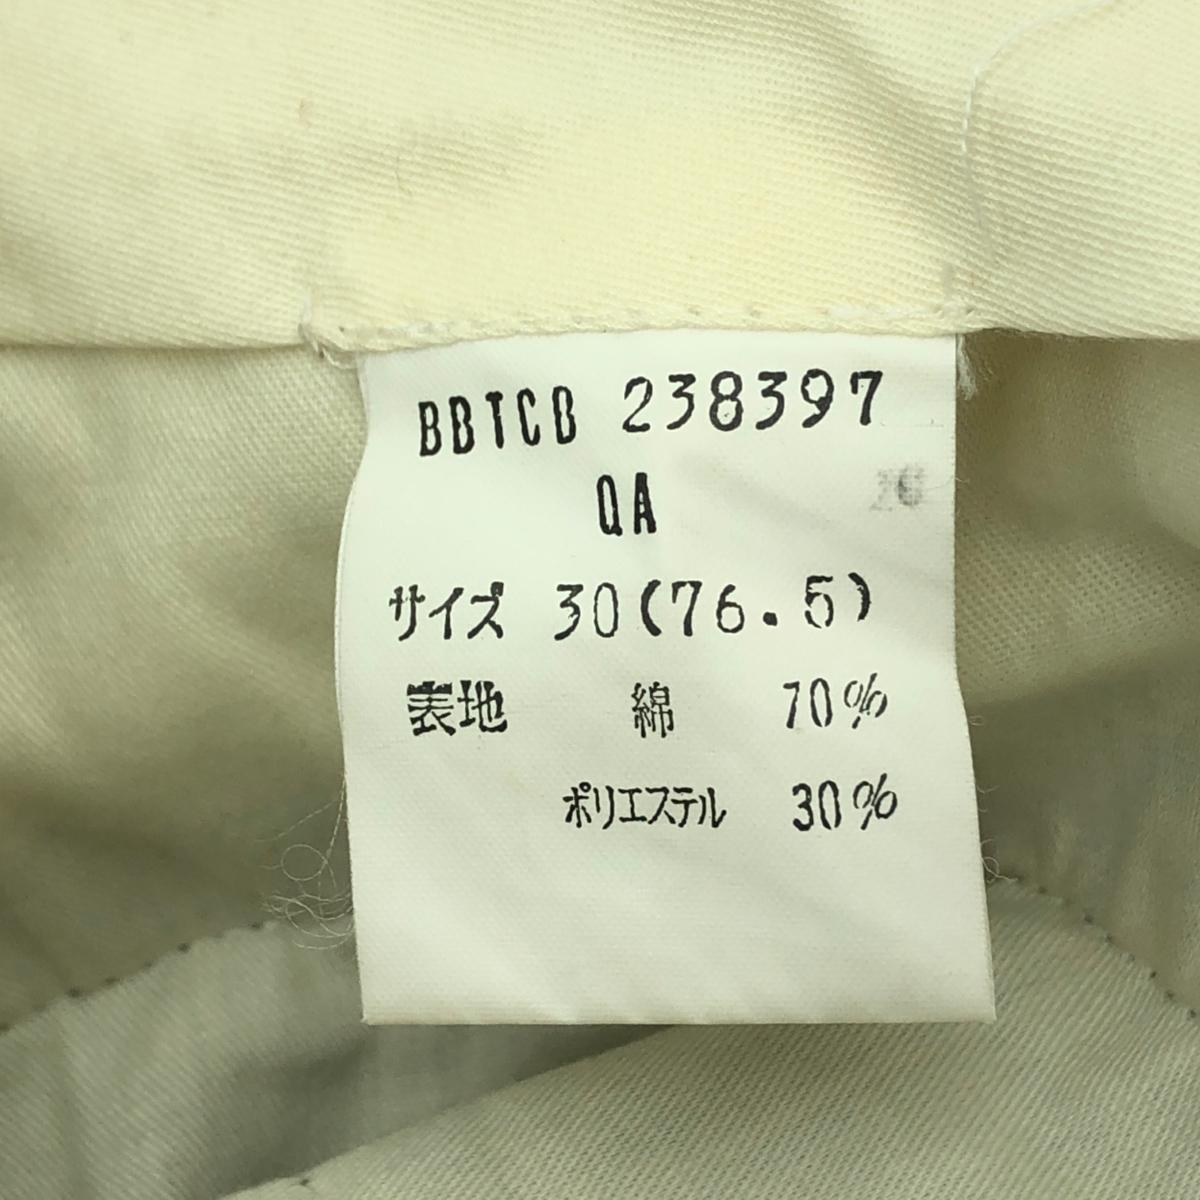 BBTCB 238397
QA
サイズ 30(76.5)
表地 綿 70%
ポリエステル 30%